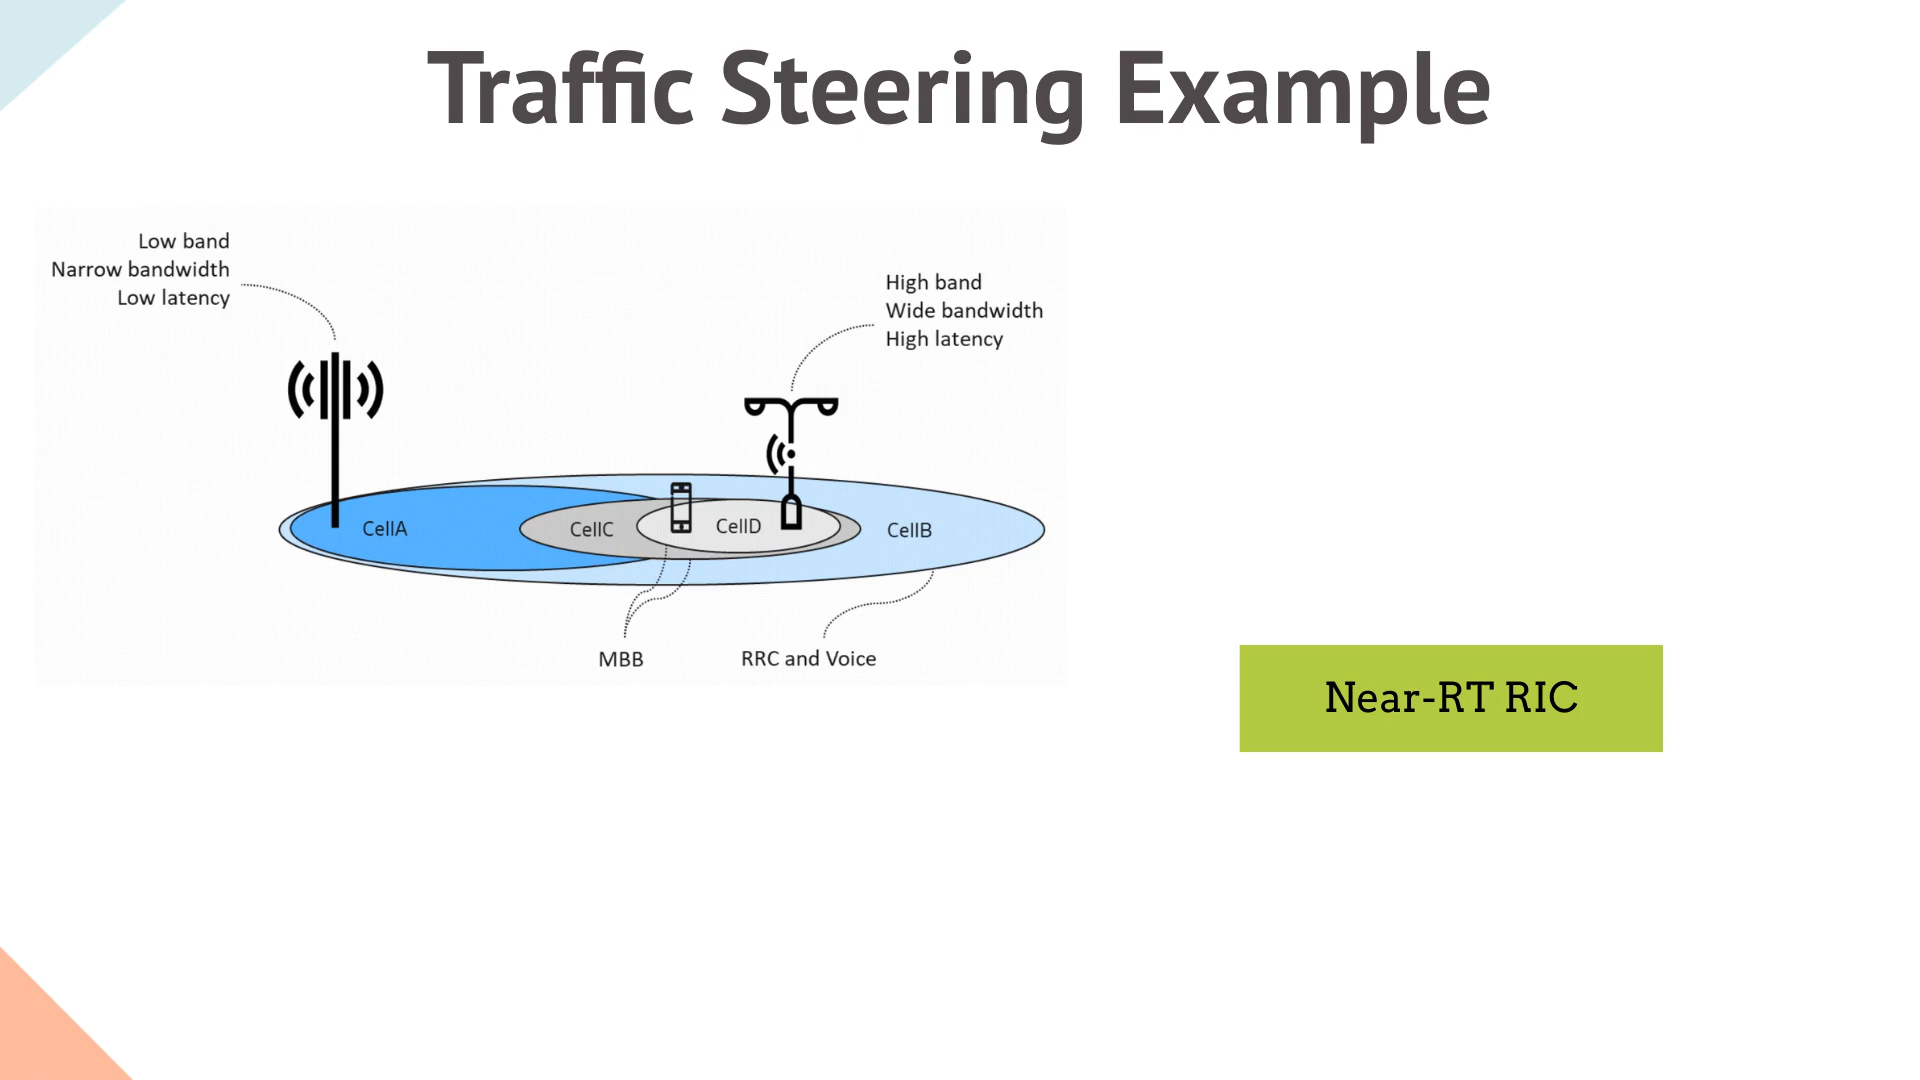 Traffic Steering Example
Low band
Narrow bandwidth
Low latency
High band
Wide bandwidth
High latency
CellA
CellC
CellD
CellB
MBB
RRC and Voice
Near-RT RIC